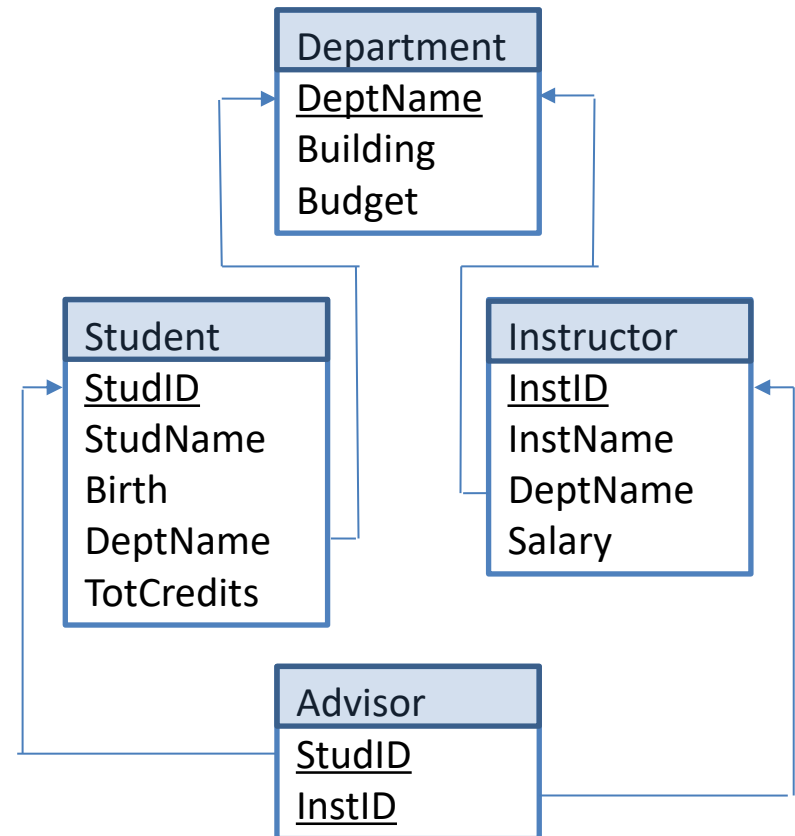 Department
DeptName
Building
Budget
Student
StudID
StudName
Birth
DeptName
TotCredits
Instructor
InstID
InstName
DeptName
Salary
Advisor
StudID
InstID